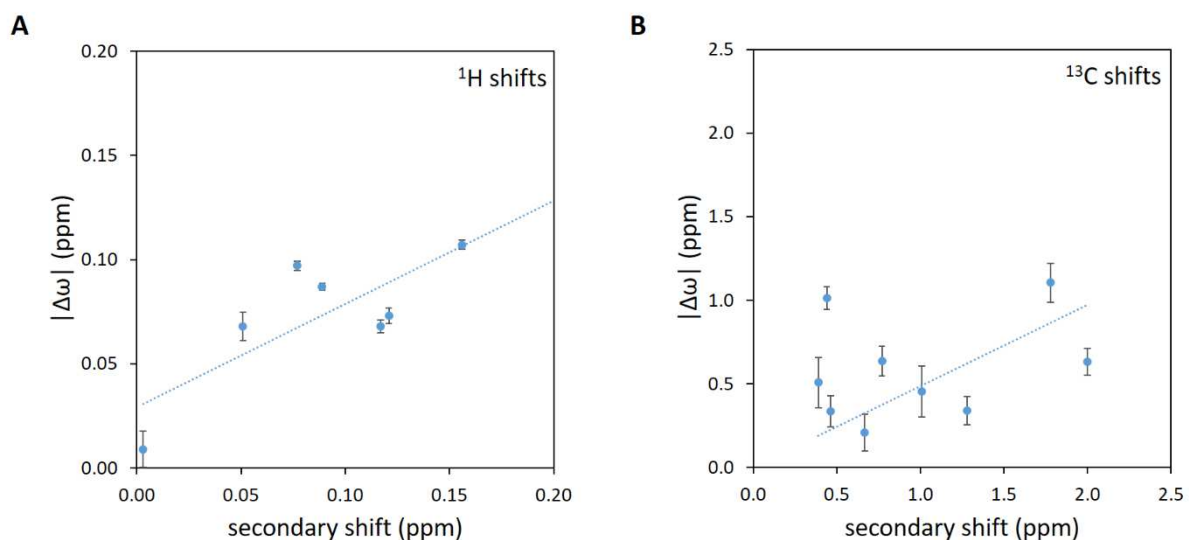 A
¹H shifts
0.20
0.15
0.10
0.05
0.00
|Δω| (ppm)
0.00 0.05 0.10 0.15 0.20
secondary shift (ppm)
B
¹³C shifts
2.5
2.0
1.5
1.0
0.5
0.0
|Δω| (ppm)
0.0 0.5 1.0 1.5 2.0 2.5
secondary shift (ppm)